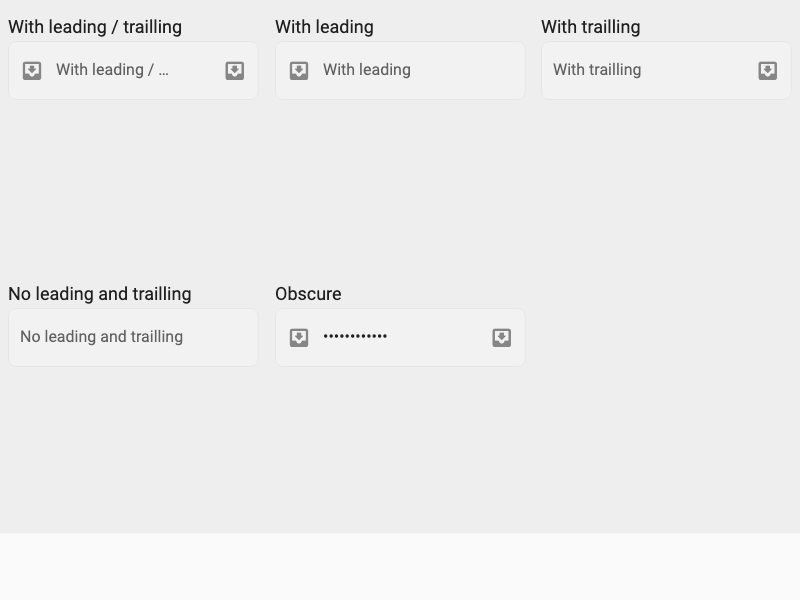 With leading / trailling
With leading
With trailling
With leading / …
With leading
With trailling
No leading and trailling
Obscure
No leading and trailling
••••••••••••